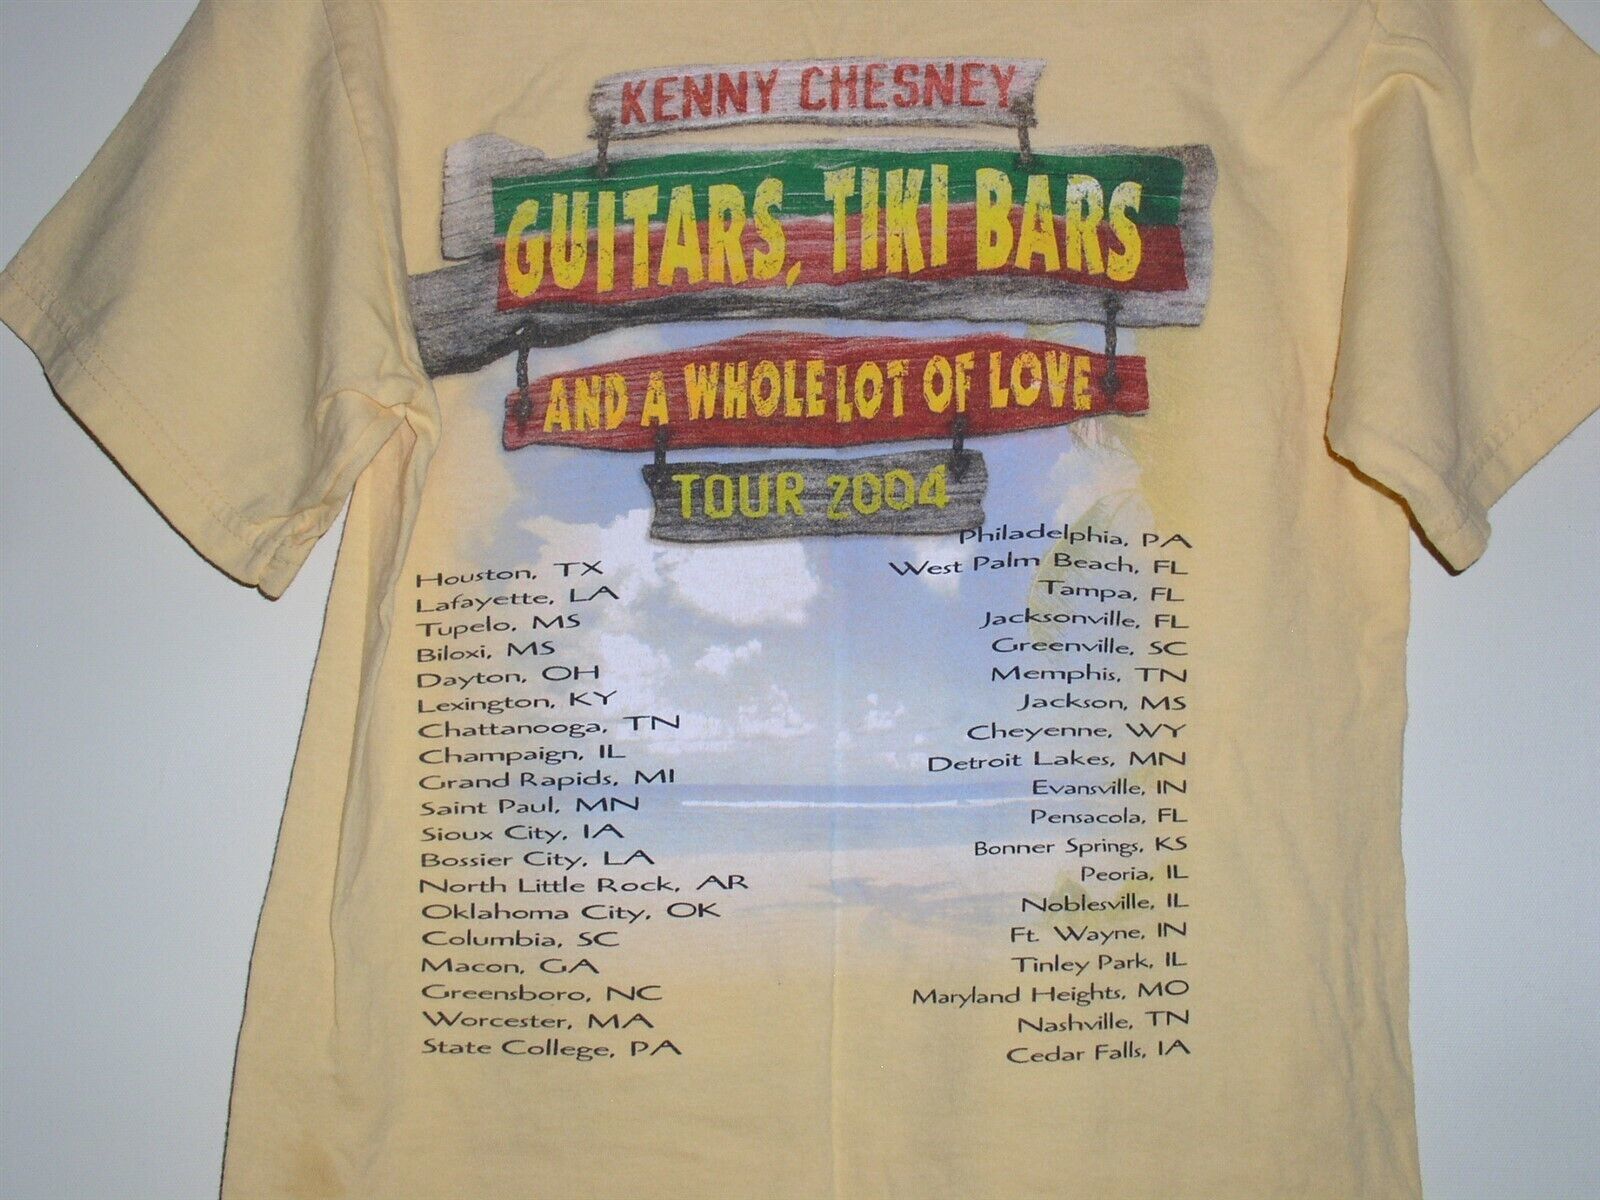 KENNY CHESNEY
GUITARS, TIKI BARS
AND A WHOLE LOT OF LOVE
TOUR 2004
Houston, TX
Lafayette, LA
Tupelo, MS
Biloxi, MS
Dayton, OH
Lexington, KY
Chattanooga, TN
Champaign, IL
Grand Rapids, MI
Saint Paul, MN
Sioux City, IA
Bossier City, LA
North Little Rock, AR
Oklahoma City, OK
Columbia, SC
Macon, GA
Greensboro, NC
Worcester, MA
State College, PA
Philadelphia, PA
West Palm Beach, FL
Tampa, FL
Jacksonville, FL
Greenville, SC
Memphis, TN
Jackson, MS
Cheyenne, WY
Detroit Lakes, MN
Evansville, IN
Pensacola, FL
Bonner Springs, KS
Peoria, IL
Noblesville, IL
Ft. Wayne, IN
Tinley Park, IL
Maryland Heights, MO
Nashville, TN
Cedar Falls, IA